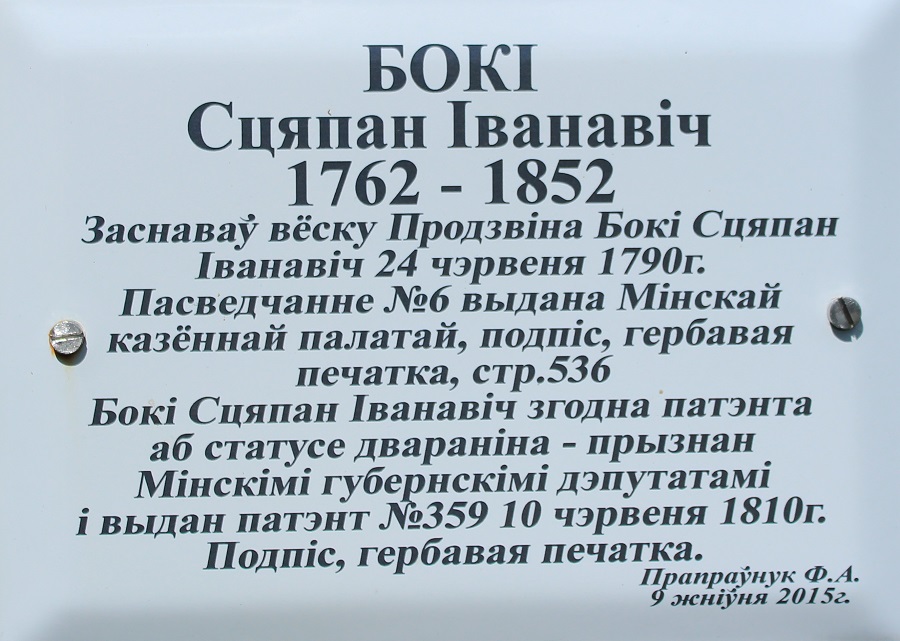 БОКІ
Сцяпан Іванавіч
1762 - 1852
Заснаваў вёску Продзвіна Бокі Сцяпан
Іванавіч 24 чэрвеня 1790г.
Пасведчанне №6 выдана Мінскай
казённай палатай, подпіс, гербавая
печатка, стр.536
Бокі Сцяпан Іванавіч згодна патэнта
аб статусе двараніна - прызнан
Мінскімі губернскімі дэпутатамі
і выдан патэнт №359 10 чэрвеня 1810г.
Подпіс, гербавая печатка.
Прапраўнук Ф.А.
9 жніўня 2015г.